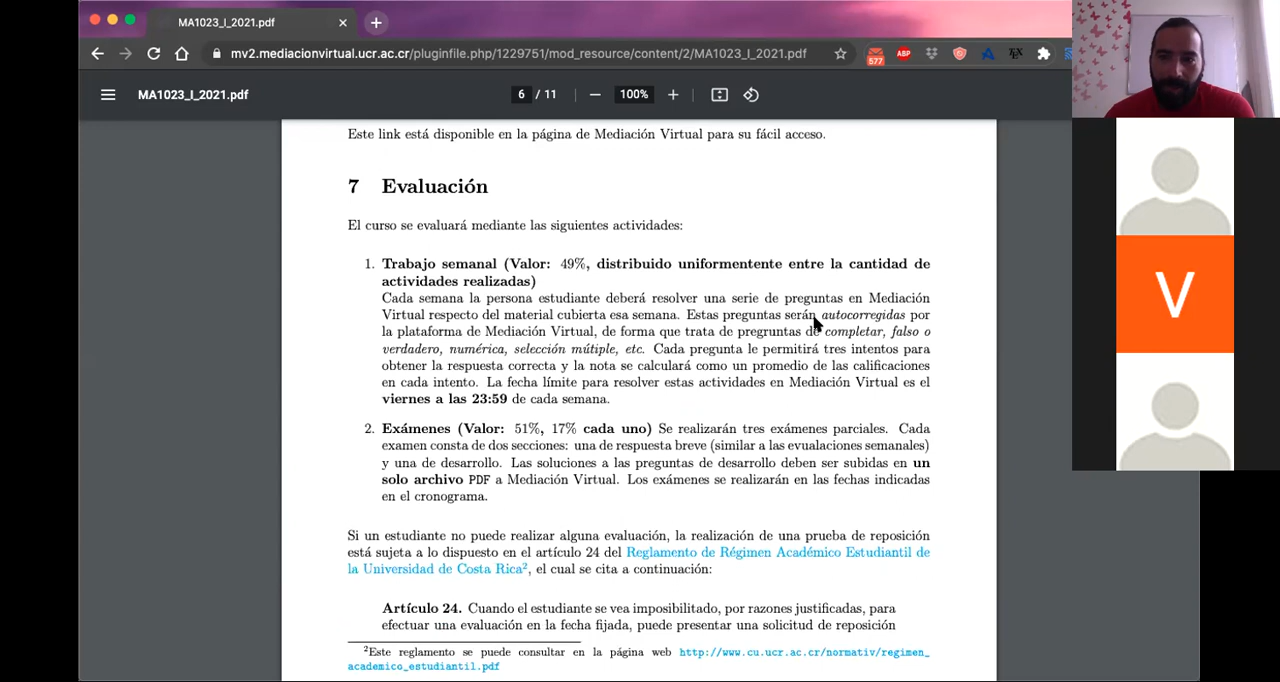 MA1023_I_2021.pdf
mv2.mediacionvirtual.ucr.ac.cr/pluginfile.php/1229751/mod_resource/content/2/MA1023_I_2021.pdf
577
ABP
TEX
MA1023_I_2021.pdf
6 / 11
100%
Este link está disponible en la página de Mediación Virtual para su fácil acceso.
7 Evaluación
El curso se evaluará mediante las siguientes actividades:
1. Trabajo semanal (Valor: 49%, distribuido uniformentente entre la cantidad de
actividades realizadas)
Cada semana la persona estudiante deberá resolver una serie de preguntas en Mediación
Virtual respecto del material cubierta esa semana. Estas preguntas serán autocorregidas por
la plataforma de Mediación Virtual, de forma que trata de pregruntas de completar, falso o
verdadero, numérica, selección mútiple, etc. Cada pregunta le permitirá tres intentos para
obtener la respuesta correcta y la nota se calculará como un promedio de las calificaciones
en cada intento. La fecha límite para resolver estas actividades en Mediación Virtual es el
viernes a las 23:59 de cada semana.
2. Exámenes (Valor: 51%, 17% cada uno) Se realizarán tres exámenes parciales. Cada
examen consta de dos secciones: una de respuesta breve (similar a las evualaciones semanales)
y una de desarrollo. Las soluciones a las preguntas de desarrollo deben ser subidas en un
solo archivo PDF a Mediación Virtual. Los exámenes se realizarán en las fechas indicadas
en el cronograma.
Si un estudiante no puede realizar alguna evaluación, la realización de una prueba de reposición
está sujeta a lo dispuesto en el artículo 24 del Reglamento de Régimen Académico Estudiantil de
la Universidad de Costa Rica2, el cual se cita a continuación:
Artículo 24. Cuando el estudiante se vea imposibilitado, por razones justificadas, para
efectuar una evaluación en la fecha fijada, puede presentar una solicitud de reposición
2Este reglamento se puede consultar en la página web http://www.cu.ucr.ac.cr/normativ/regimen_
academico_estudiantil.pdf
V